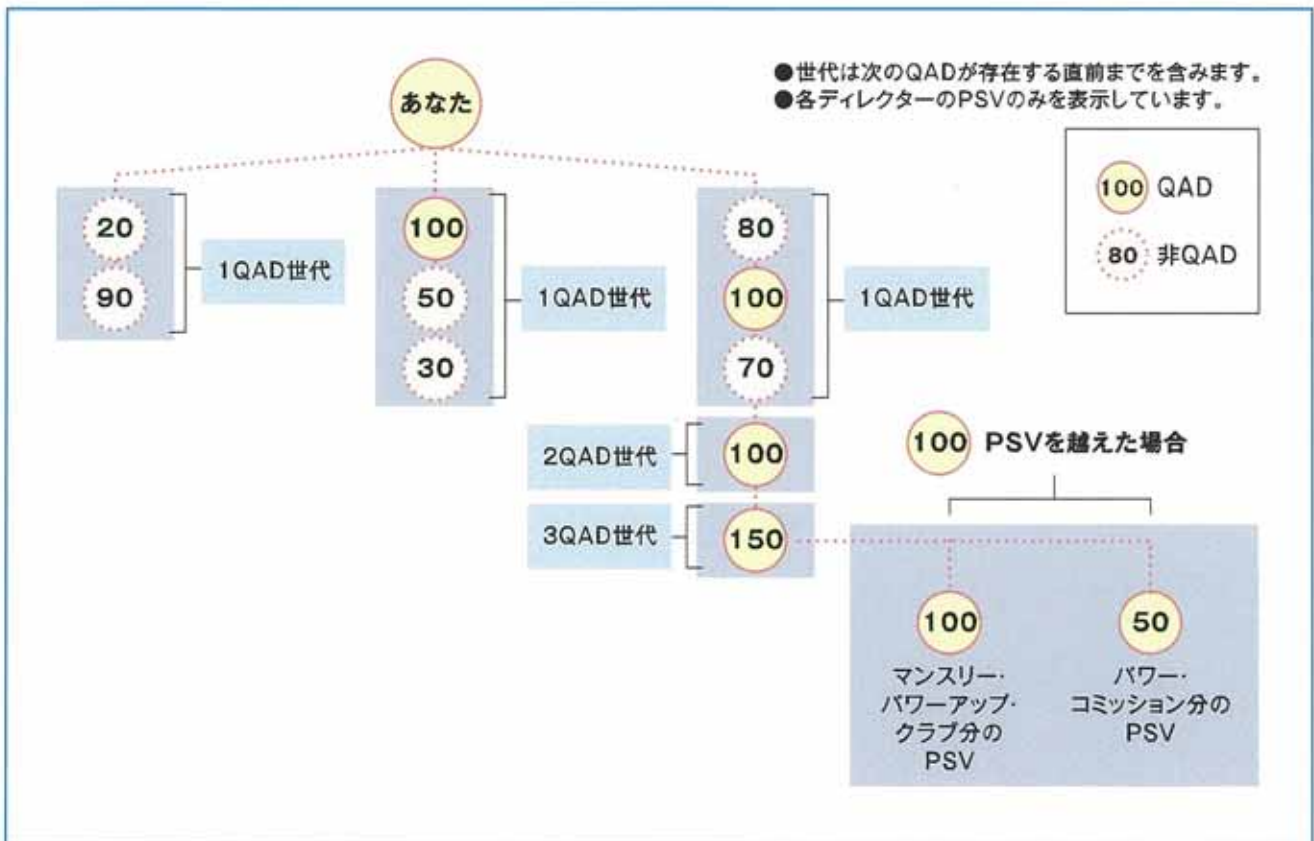 ●世代は次のQADが存在する直前までを含みます。
●各ディレクターのPSVのみを表示しています。
あなた
100 QAD
80 非QAD
20
90
1QAD世代
100
50
30
1QAD世代
80
100
70
1QAD世代
2QAD世代
100
3QAD世代
150
100 PSVを越えた場合
100
マンスリー・
パワーアップ・
クラブ分の
PSV
50
パワー・
コミッション分の
PSV